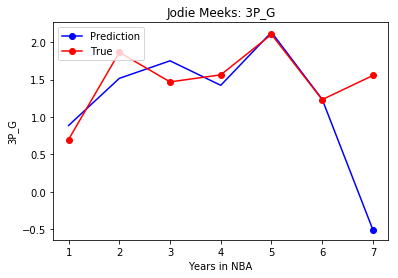 Jodie Meeks: 3P_G
Prediction
True
2.0
1.5
1.0
0.5
0.0
−0.5
3P_G
1 2 3 4 5 6 7
Years in NBA